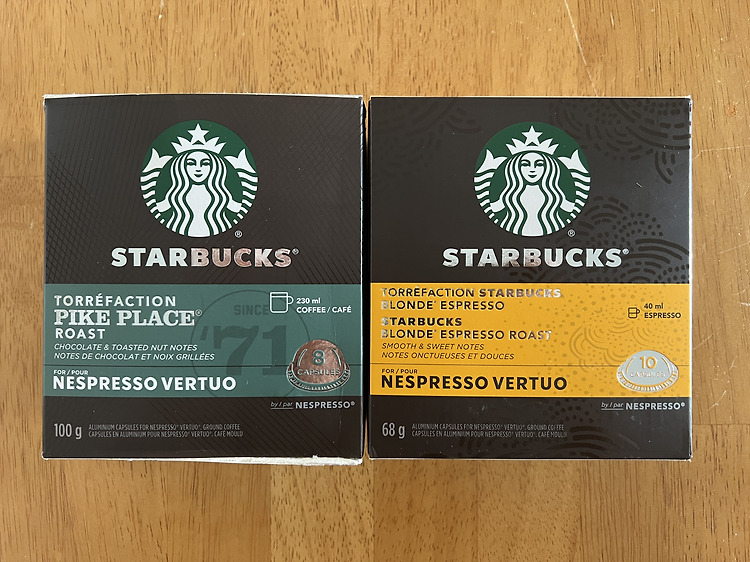 STARBUCKS®
TORRÉFACTION
PIKE PLACE®
ROAST
CHOCOLATE & TOASTED NUT NOTES
NOTES DE CHOCOLAT ET NOIX GRILLÉES
SINCE
'71
230 ml
COFFEE / CAFÉ
8
CAPSULES
FOR / POUR
NESPRESSO VERTUO
by / par NESPRESSO®
100 g
ALUMINIUM CAPSULES FOR NESPRESSO® VERTUO®, GROUND COFFEE
CAPSULES EN ALUMINIUM POUR NESPRESSO® VERTUO®, CAFÉ MOULU
STARBUCKS®
TORRÉFACTION STARBUCKS
BLONDE® ESPRESSO
STARBUCKS
BLONDE® ESPRESSO ROAST
SMOOTH & SWEET NOTES
NOTES ONCTUEUSES ET DOUCES
40 ml
ESPRESSO
10
CAPSULES
FOR / POUR
NESPRESSO VERTUO
by / par NESPRESSO®
68 g
ALUMINIUM CAPSULES FOR NESPRESSO® VERTUO®, GROUND COFFEE
CAPSULES EN ALUMINIUM POUR NESPRESSO® VERTUO®, CAFÉ MOULU